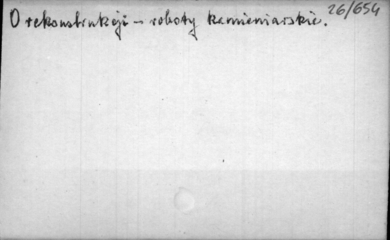 26/654
O rekonstrukcji – roboty kamieniarskie.